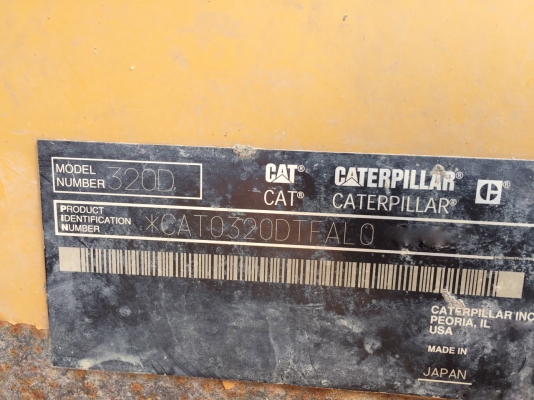 MODEL NUMBER 320D
CAT® CATERPILLAR® C
CAT® CATERPILLAR®
PRODUCT IDENTIFICATION NUMBER *CAT0320DTFAL0
CATERPILLAR INC
PEORIA, IL
USA
MADE IN
JAPAN